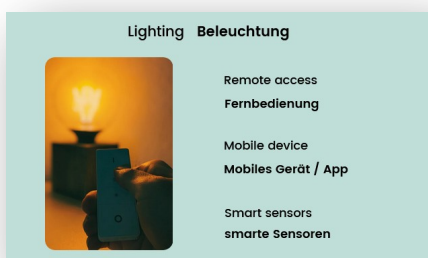 Lighting Beleuchtung
Remote access
Fernbedienung
Mobile device
Mobiles Gerät / App
Smart sensors
smarte Sensoren